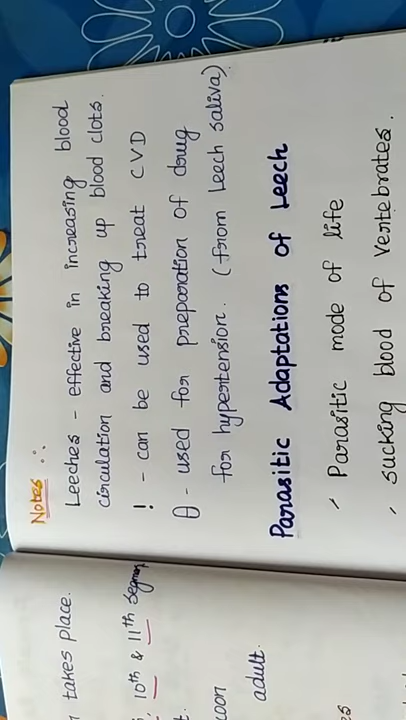 Notes :.
Leeches - effective in increasing blood
circulation and breaking up blood clots.
! - can be used to treat CVD
θ - used for preparation of drug
for hypertension. (from Leech saliva)
Parasitic Adaptations of Leech
Parasitic mode of life
sucking blood of vertebrates.
takes place.
10th & 11th segment
adult.